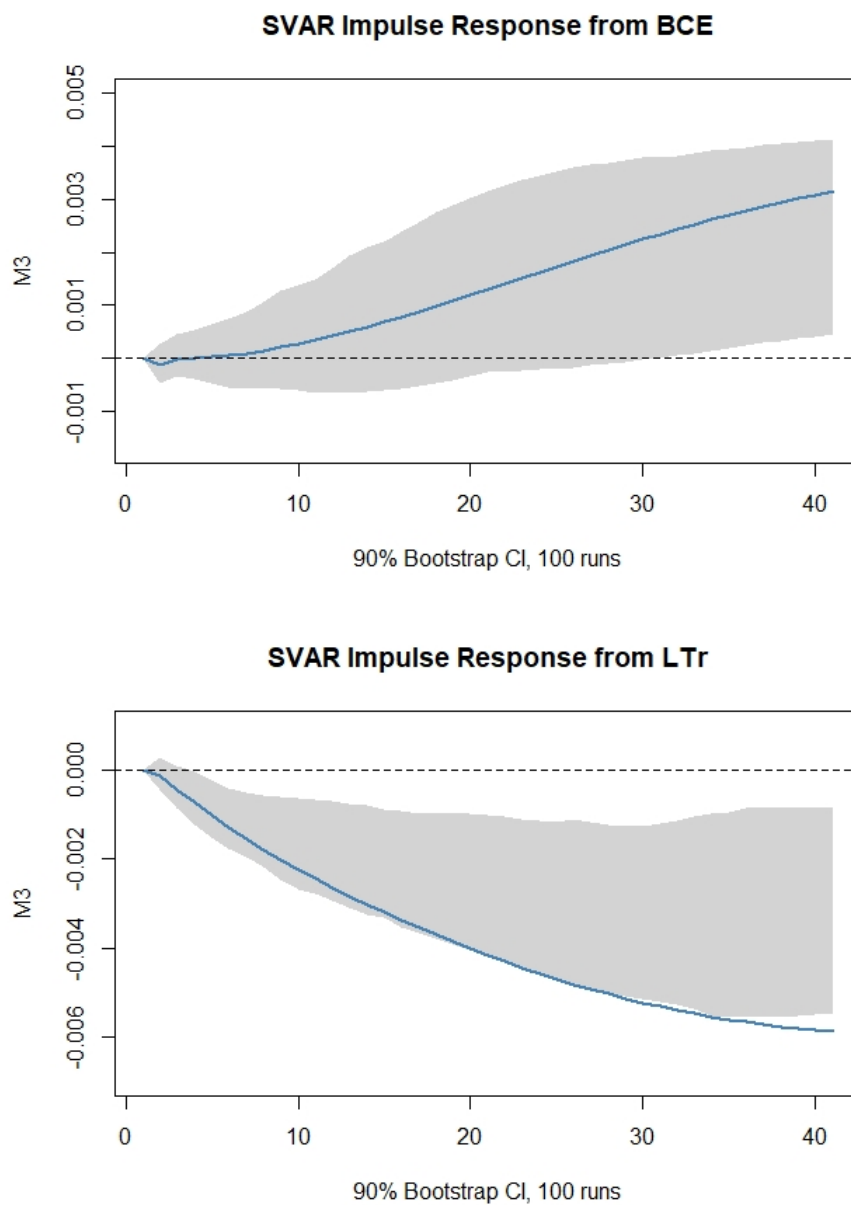 SVAR Impulse Response from BCE
0.005
0.003
0.001
-0.001
M3
0 10 20 30 40
90% Bootstrap CI, 100 runs
SVAR Impulse Response from LTr
0.000
-0.002
-0.004
-0.006
M3
0 10 20 30 40
90% Bootstrap CI, 100 runs